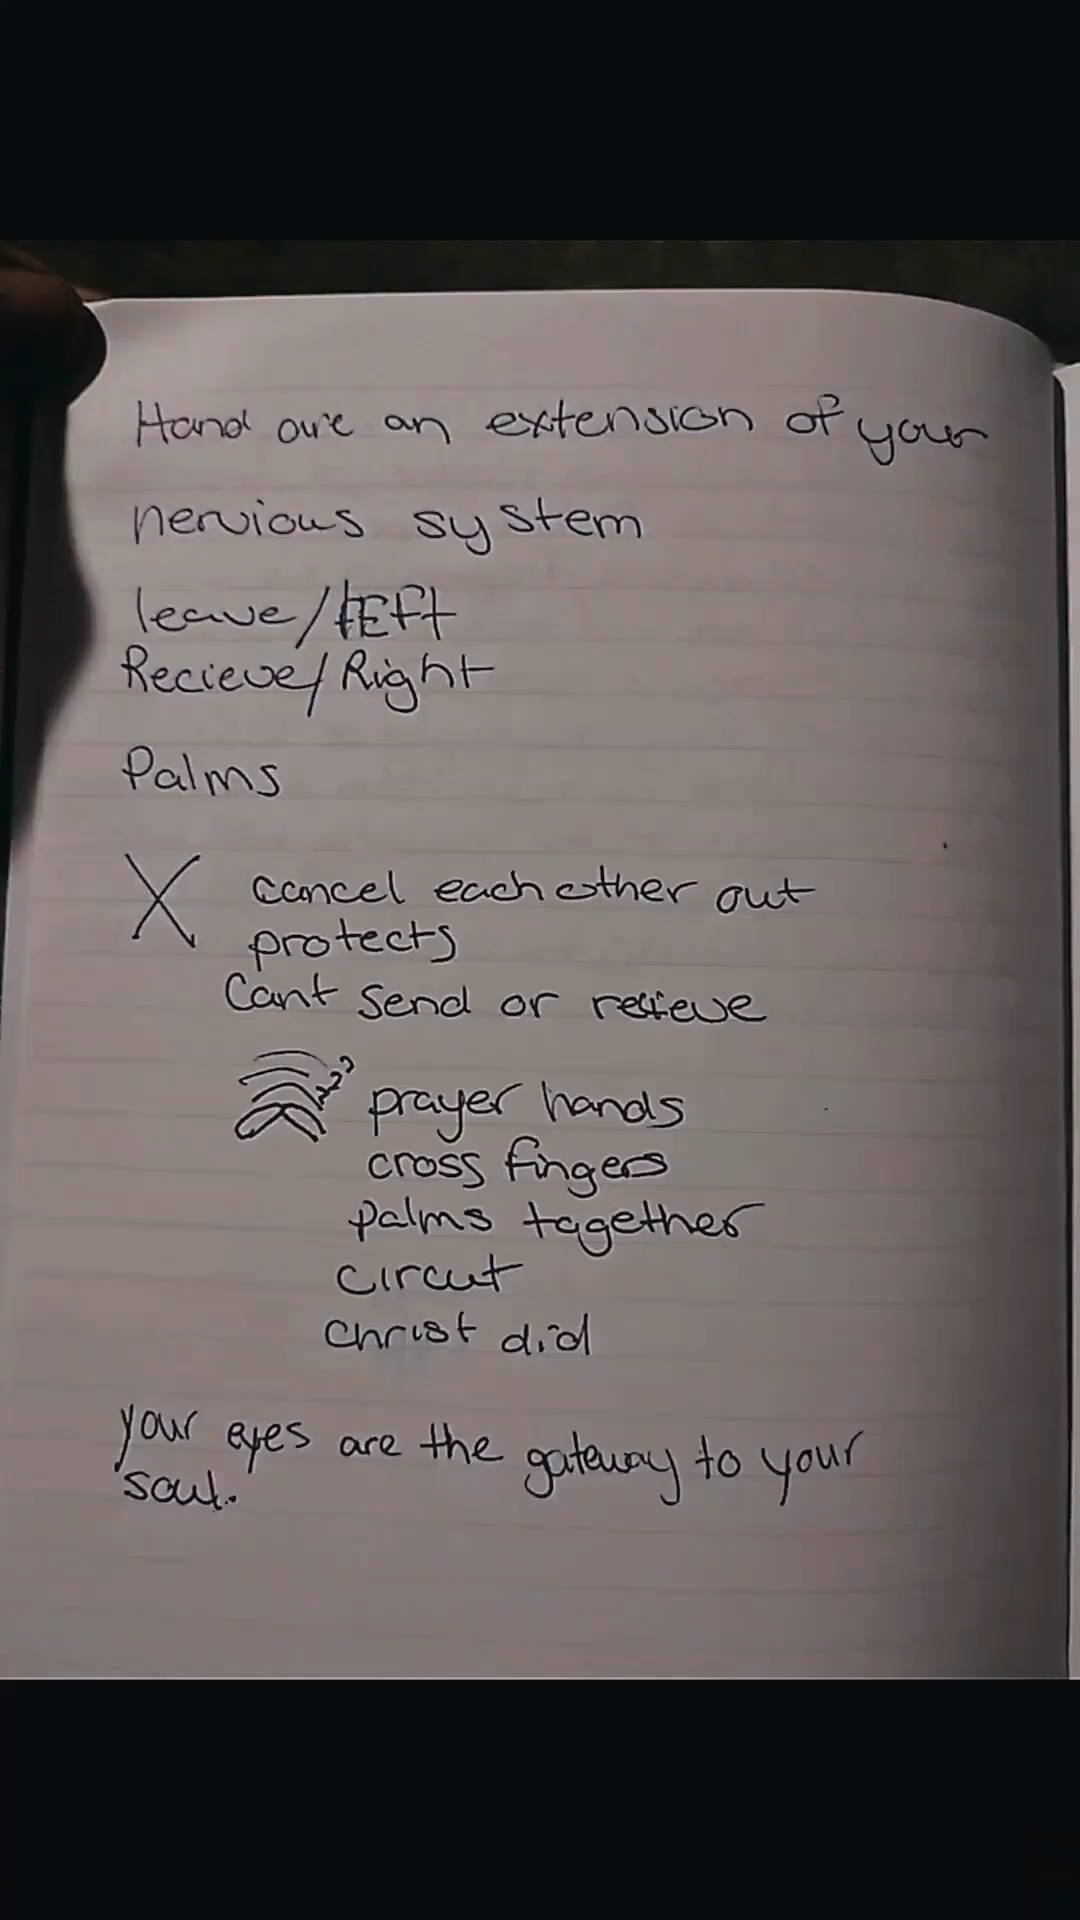 Hand are an extension of your
nervious system
leave/lEft
Recieve/Right
Palms
X cancel each other out
protects
Cant send or recieve
prayer hands
cross fingers
palms together
circut
christ did
your eyes are the gateway to your
soul.